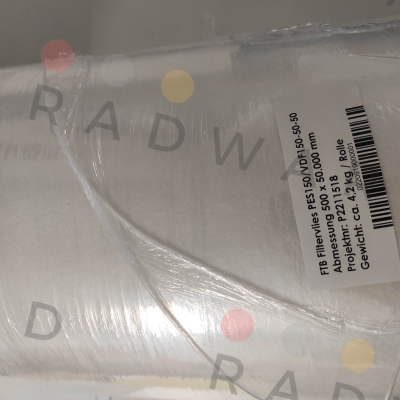 RADWA
FTB Filtervlies PES150/VDF150-50-50
Abmessung 500 x 50.000 mm
Projektnr: P2211518
Gewicht: ca. 4,2 kg / Rolle
D
RADW